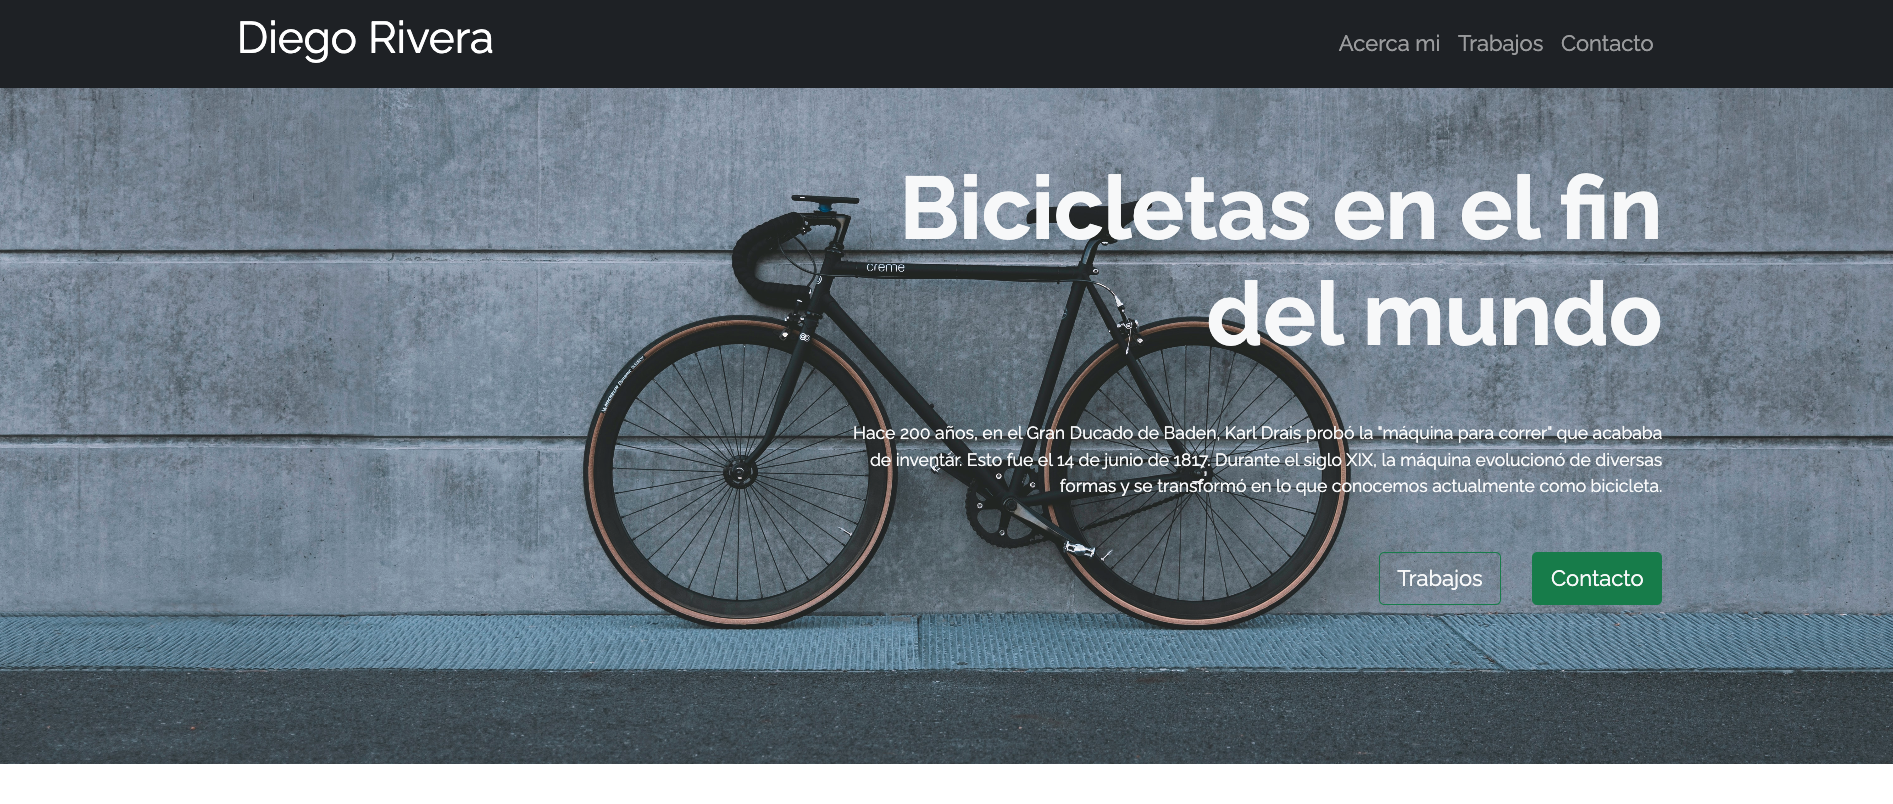 Diego Rivera
Acerca mi Trabajos Contacto
Bicicletas en el fin
del mundo
creme
Hace 200 años, en el Gran Ducado de Baden, Karl Drais probó la "máquina para correr" que acababa
de inventar. Esto fue el 14 de junio de 1817. Durante el siglo XIX, la máquina evolucionó de diversas
formas y se transformó en lo que conocemos actualmente como bicicleta.
Trabajos Contacto